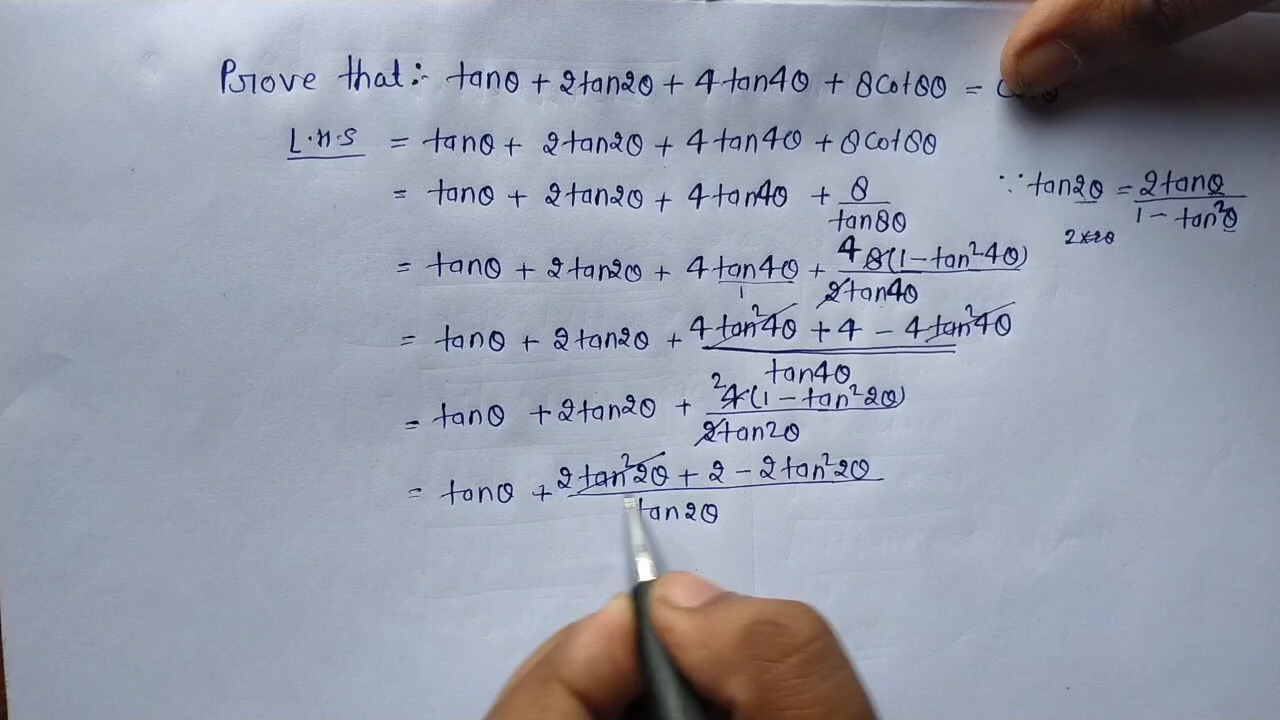 Prove that:- tanθ + 2tan2θ + 4tan4θ + 8cot8θ =
L.H.S = tanθ + 2tan2θ + 4tan4θ + 8cot8θ
= tanθ + 2tan2θ + 4tan4θ + 8/tan8θ
∵ tan2θ = 2tanθ/1 - tan²θ
2×2θ
= tanθ + 2tan2θ + 4tan4θ/1 + 4 8(1 - tan²4θ)/2tan4θ
= tanθ + 2tan2θ + 4tan²4θ + 4 - 4tan²4θ/tan4θ
= tanθ + 2tan2θ + 2 4(1 - tan²2θ)/2tan2θ
= tanθ + 2tan²2θ + 2 - 2tan²2θ/tan2θ